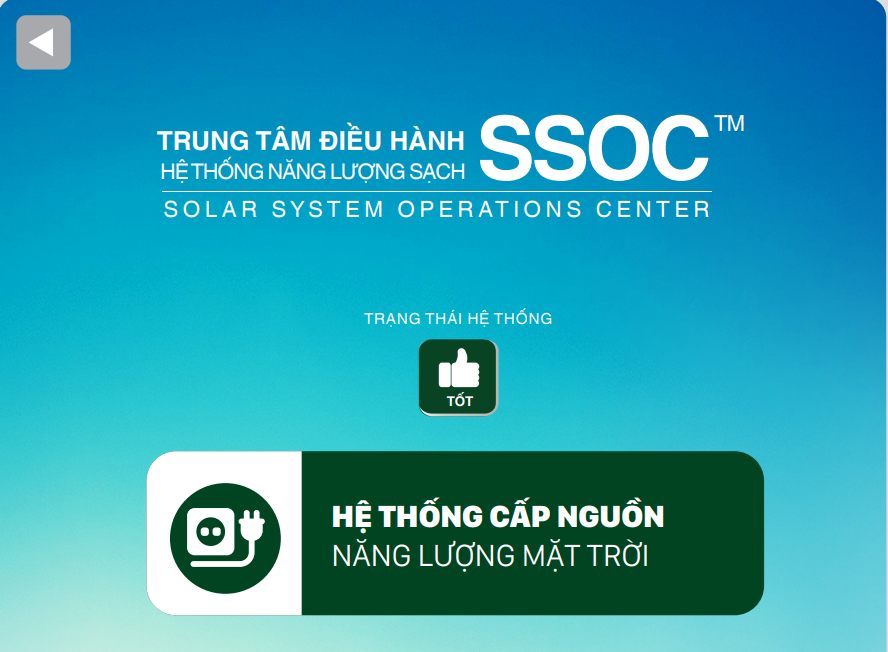 TRUNG TÂM ĐIỀU HÀNH
HỆ THỐNG NĂNG LƯỢNG SẠCH
SSOC™
SOLAR SYSTEM OPERATIONS CENTER
TRẠNG THÁI HỆ THỐNG
TỐT
HỆ THỐNG CẤP NGUỒN
NĂNG LƯỢNG MẶT TRỜI